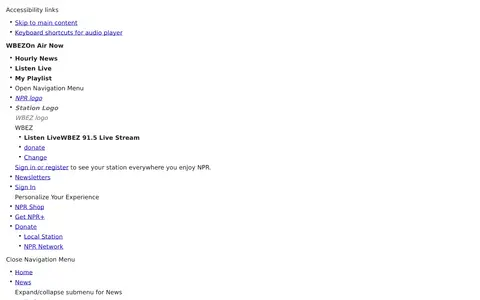 Accessibility links
Skip to main content
Keyboard shortcuts for audio player
WBEZOn Air Now
Hourly News
Listen Live
My Playlist
Open Navigation Menu
NPR logo
Station Logo
WBEZ logo
WBEZ
Listen LiveWBEZ 91.5 Live Stream
donate
Change
Sign in or register to see your station everywhere you enjoy NPR.
Newsletters
Sign In
Personalize Your Experience
NPR Shop
Get NPR+
Donate
Local Station
NPR Network
Close Navigation Menu
Home
News
Expand/collapse submenu for News